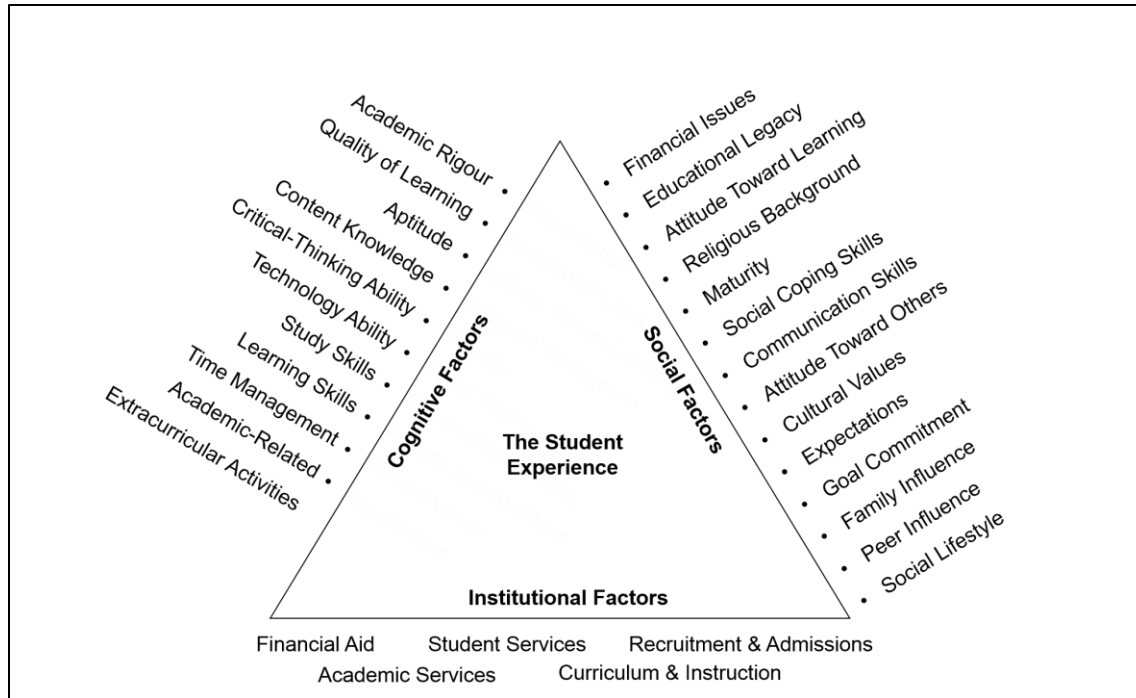 Academic Rigour •
Quality of Learning •
Aptitude •
Content Knowledge •
Critical-Thinking Ability •
Technology Ability •
Study Skills •
Learning Skills •
Time Management •
Academic-Related •
Extracurricular Activities
Cognitive Factors
• Financial Issues
• Educational Legacy
• Attitude Toward Learning
• Religious Background
• Maturity
• Social Coping Skills
• Communication Skills
• Attitude Toward Others
• Cultural Values
• Expectations
• Goal Commitment
• Family Influence
• Peer Influence
• Social Lifestyle
Social Factors
The Student
Experience
Institutional Factors
Financial Aid Student Services Recruitment & Admissions
Academic Services Curriculum & Instruction